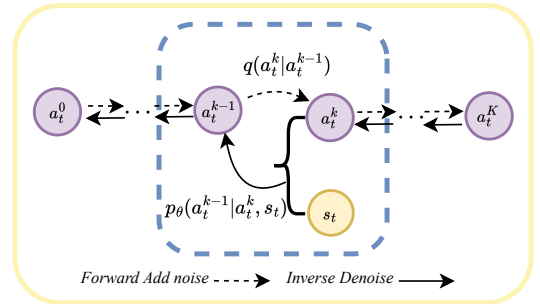 q(a_t^k|a_t^{k-1})
a_t^0 ... a_t^{k-1} a_t^k ... a_t^K
p_θ(a_t^{k-1}|a_t^k, s_t) s_t
Forward Add noise Inverse Denoise